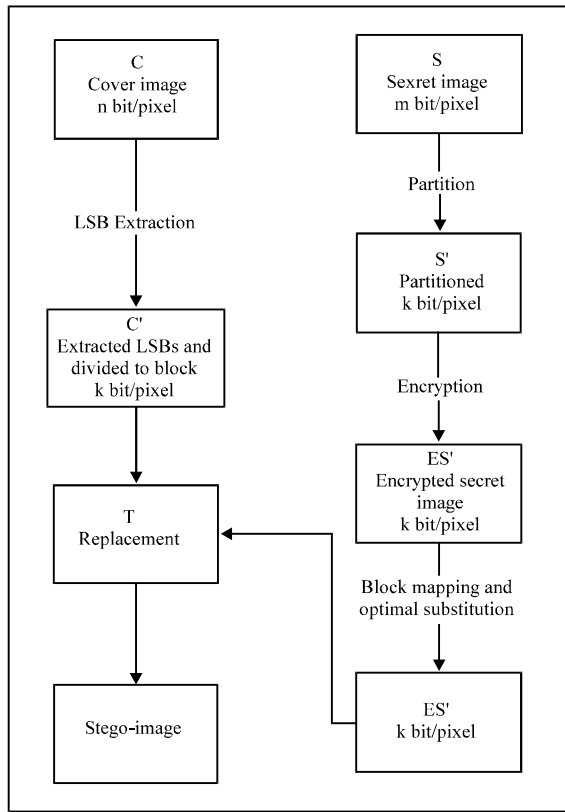 C
Cover image
n bit/pixel
LSB Extraction
C'
Extracted LSBs and
divided to block
k bit/pixel
T
Replacement
Stego-image
S
Sexret image
m bit/pixel
Partition
S'
Partitioned
k bit/pixel
Encryption
ES'
Encrypted secret
image
k bit/pixel
Block mapping and
optimal substitution
ES'
k bit/pixel